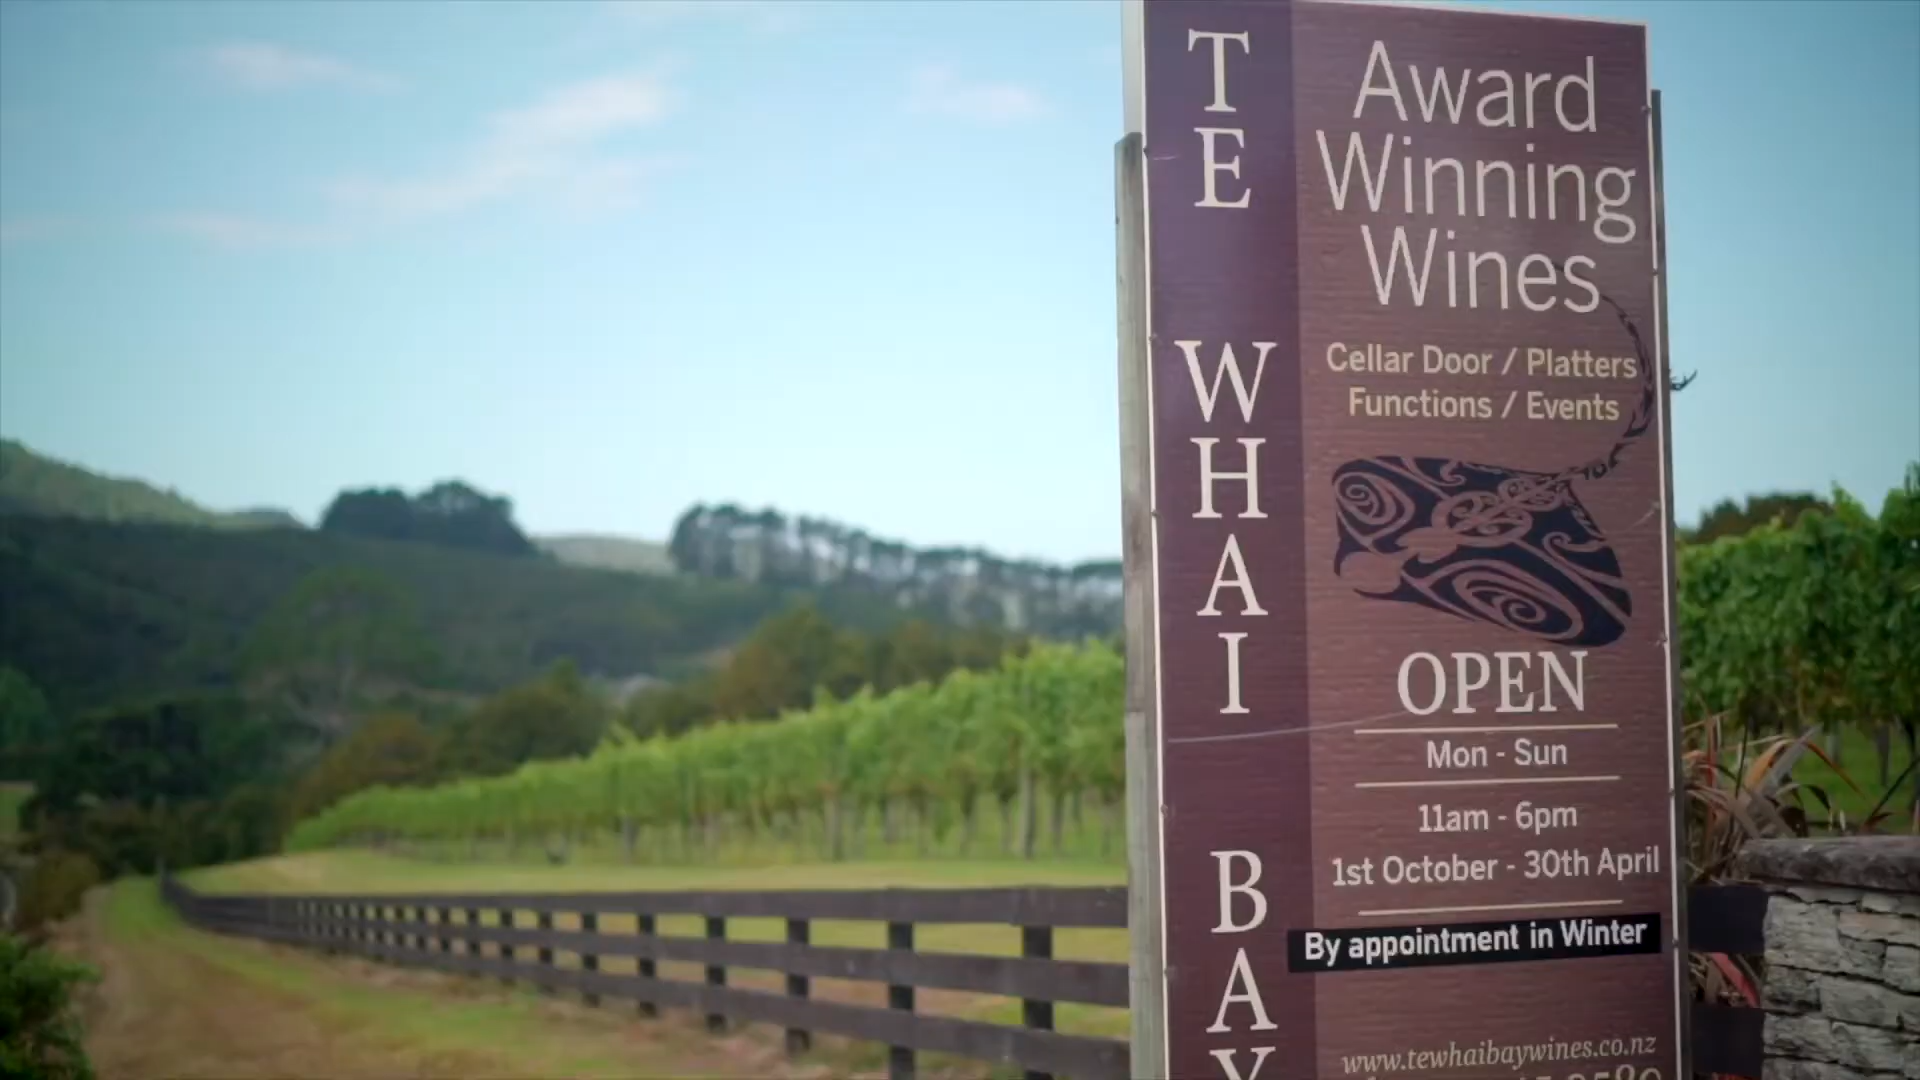 TE WHAI BAY
Award
Winning
Wines
Cellar Door / Platters
Functions / Events
OPEN
Mon - Sun
11am - 6pm
1st October - 30th April
By appointment in Winter
www.tewhaibaywines.co.nz